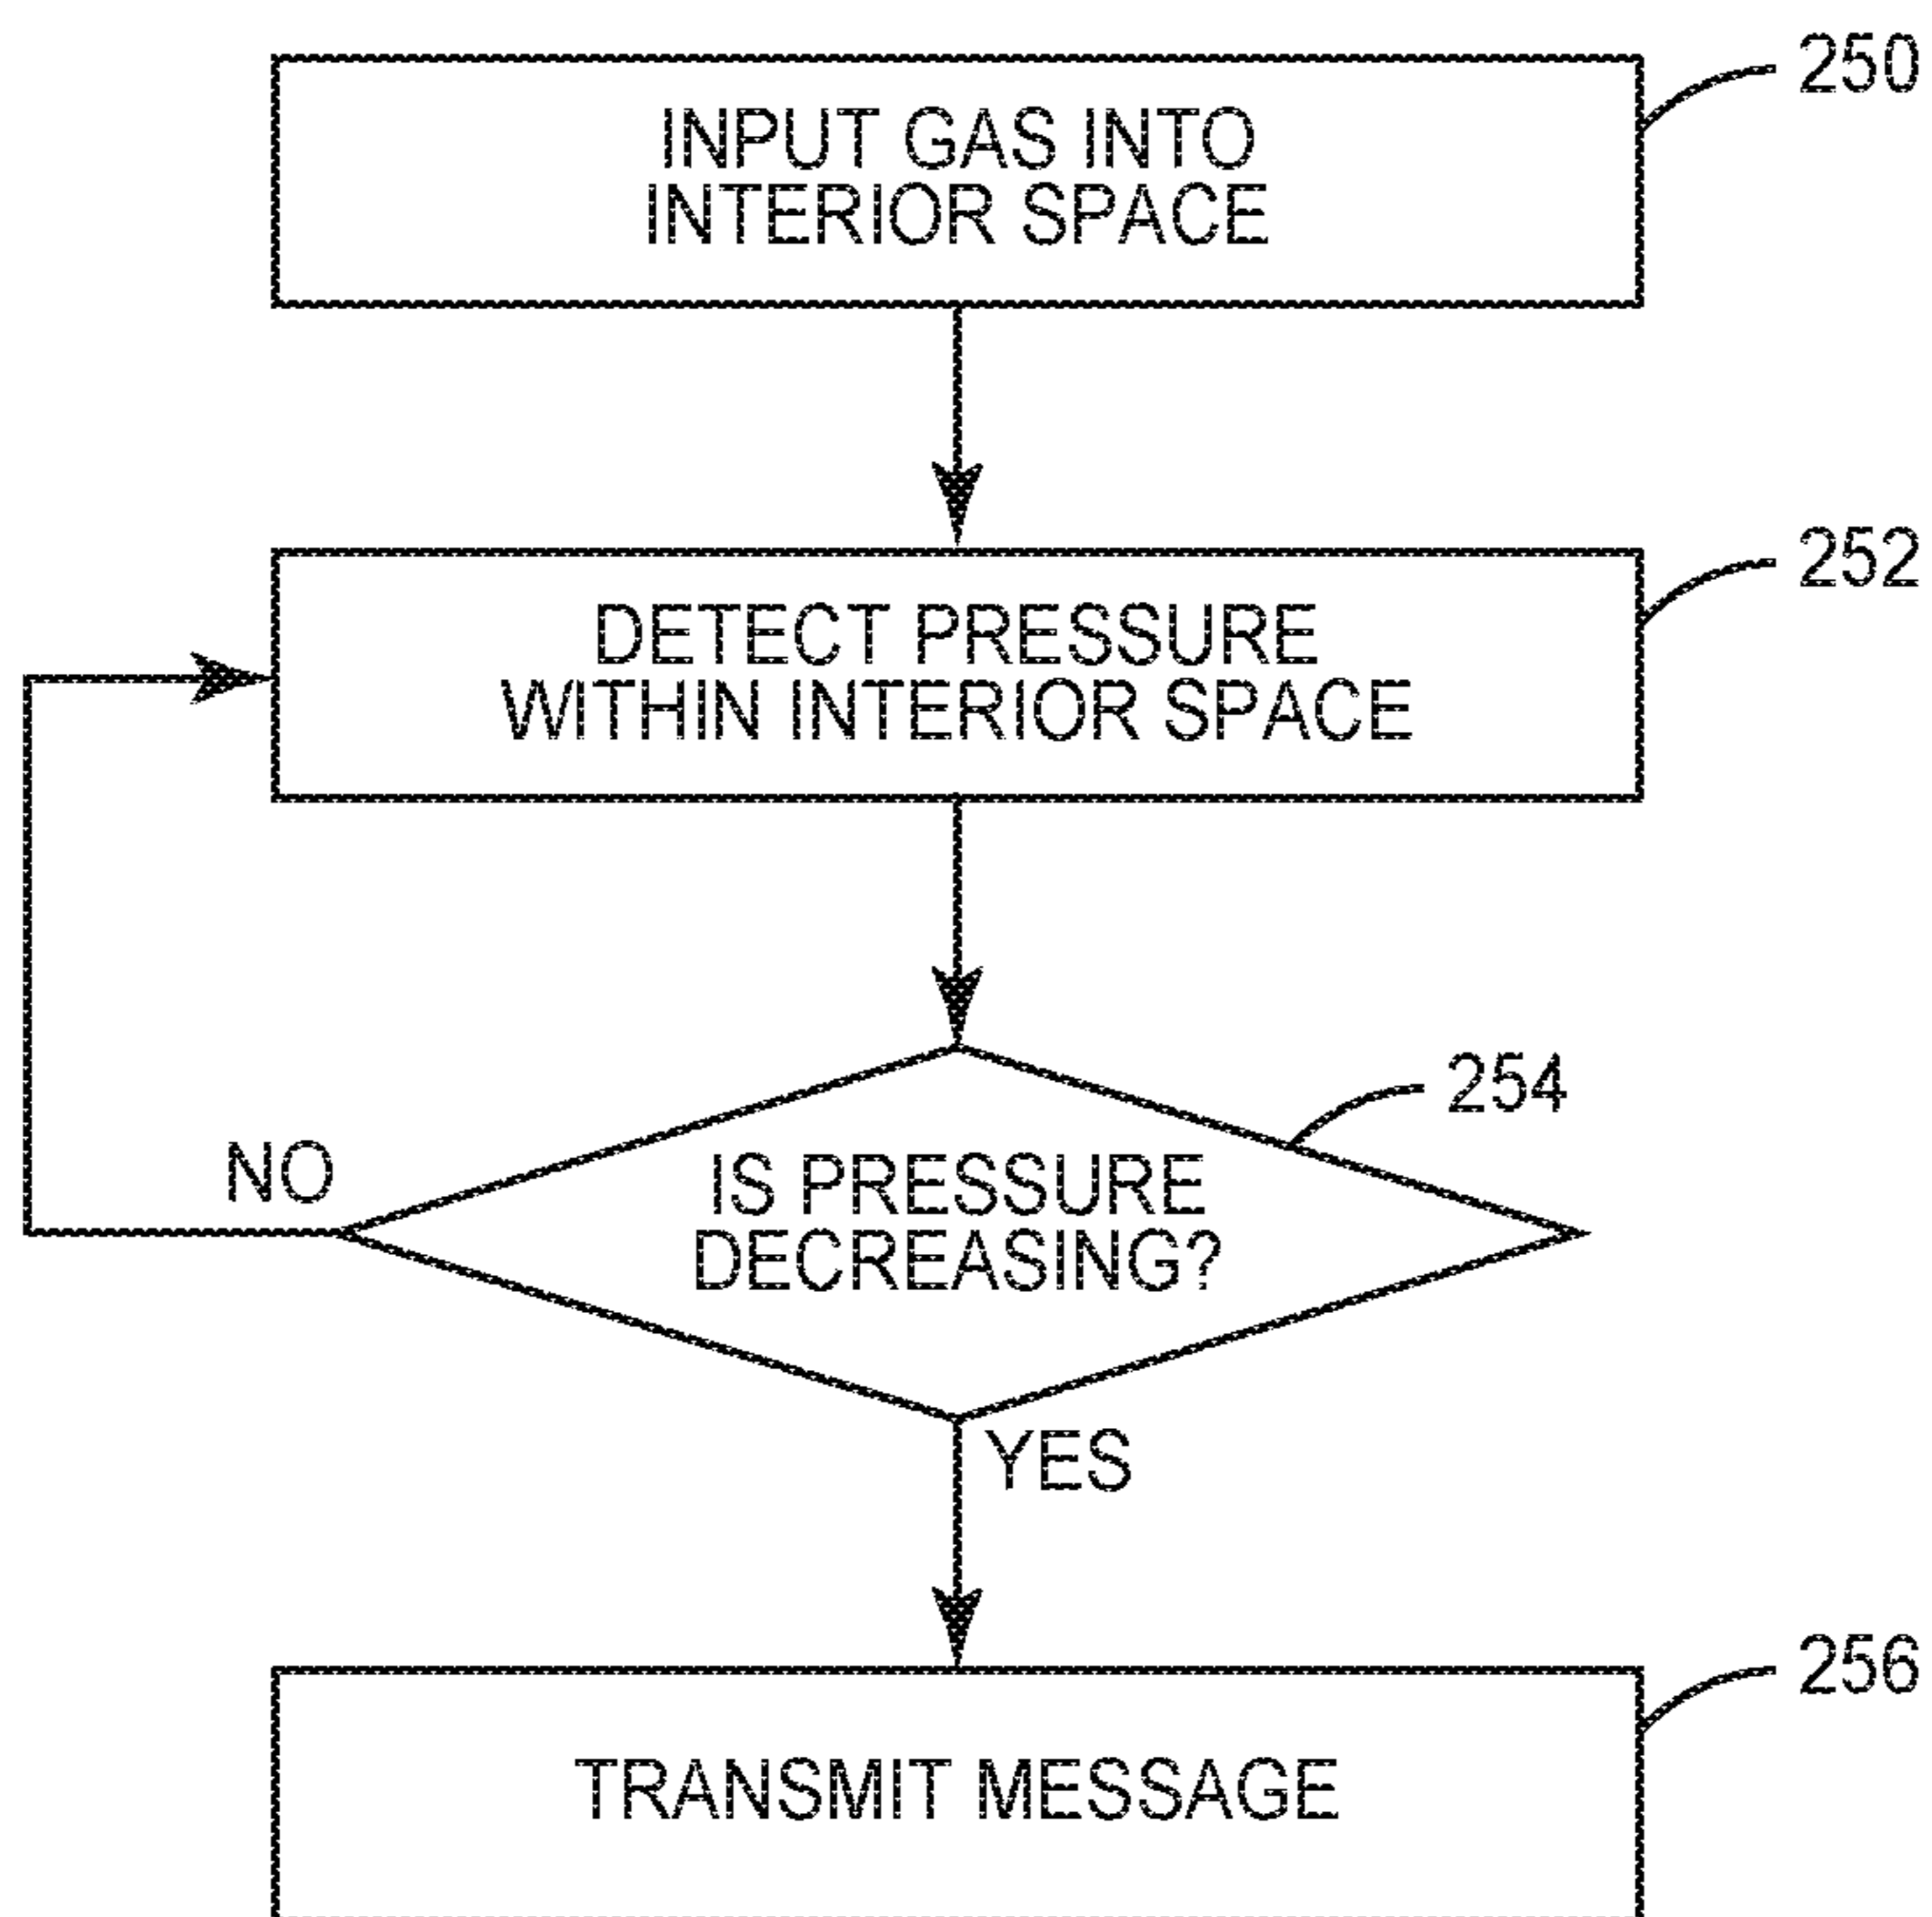 250
INPUT GAS INTO
INTERIOR SPACE
252
DETECT PRESSURE
WITHIN INTERIOR SPACE
254
NO
IS PRESSURE
DECREASING?
YES
256
TRANSMIT MESSAGE